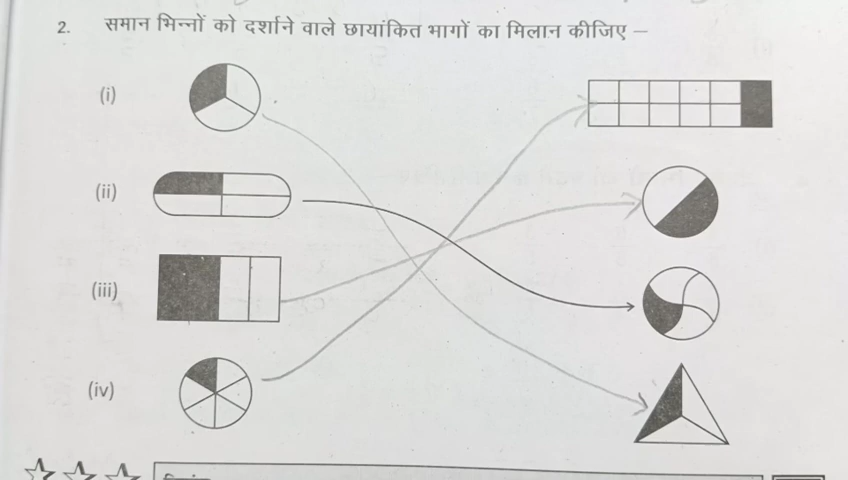 2. समान भिन्नों को दर्शाने वाले छायांकित भागों का मिलान कीजिए –
(i)
(ii)
(iii)
(iv)